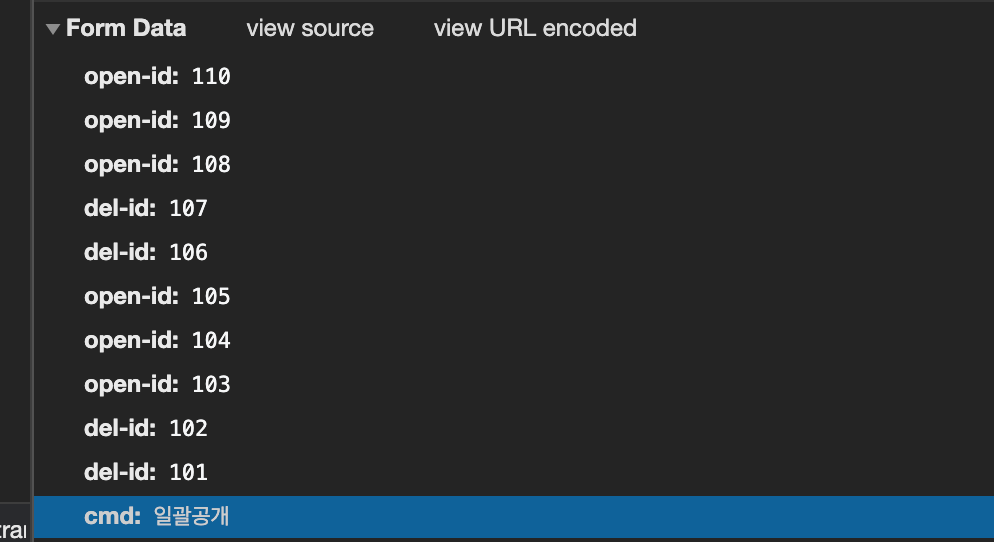 Form Data view source view URL encoded
open-id: 110
open-id: 109
open-id: 108
del-id: 107
del-id: 106
open-id: 105
open-id: 104
open-id: 103
del-id: 102
del-id: 101
cmd: 일괄공개